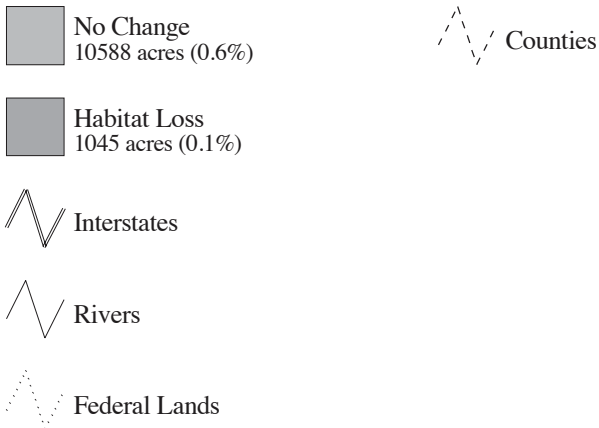 No Change
10588 acres (0.6%)
Habitat Loss
1045 acres (0.1%)
Interstates
Rivers
Federal Lands
Counties